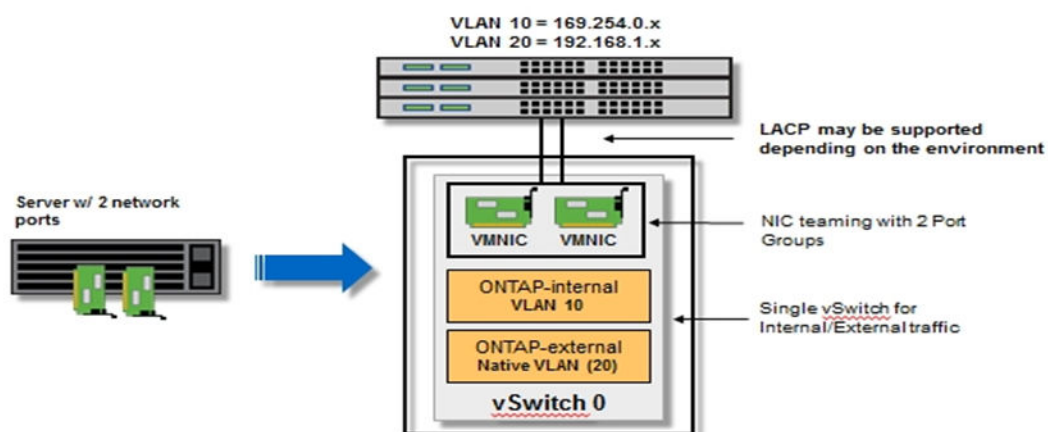 VLAN 10 = 169.254.0.x
VLAN 20 = 192.168.1.x
LACP may be supported
depending on the environment
Server w/ 2 network
ports
VMNIC
VMNIC
NIC teaming with 2 Port
Groups
ONTAP-internal
VLAN 10
Single vSwitch for
Internal/External traffic
ONTAP-external
Native VLAN (20)
vSwitch 0